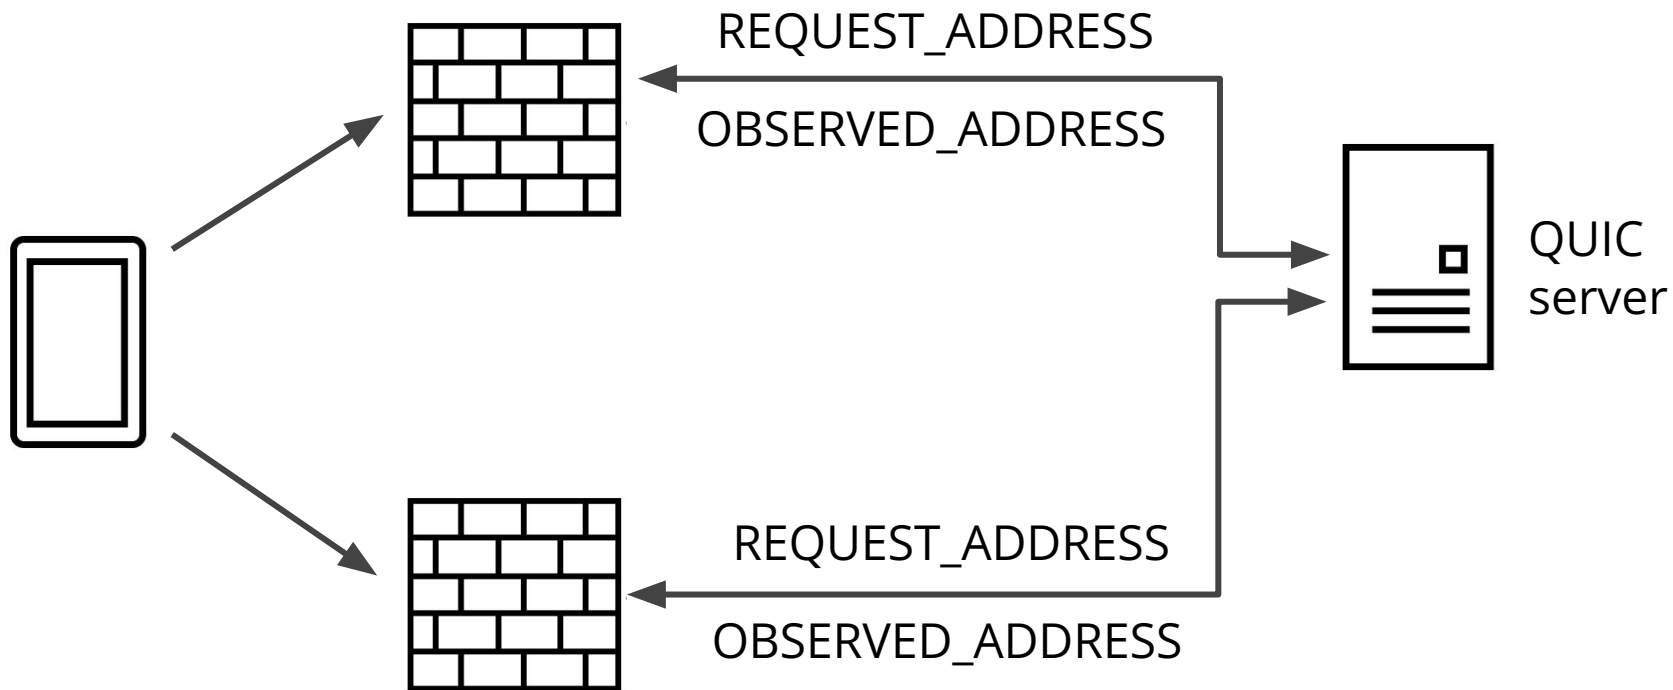 REQUEST_ADDRESS
OBSERVED_ADDRESS
QUIC
server
REQUEST_ADDRESS
OBSERVED_ADDRESS